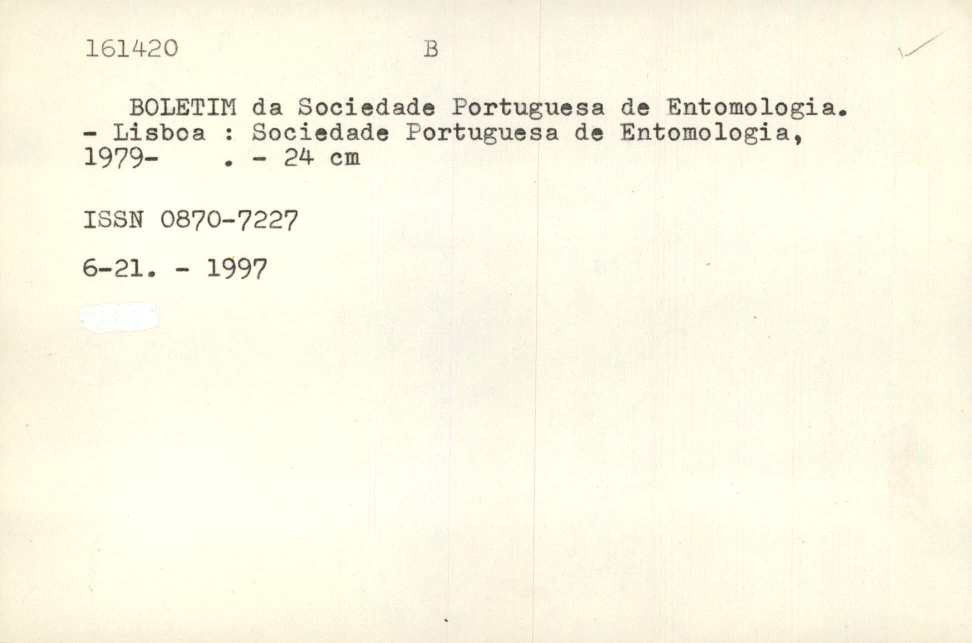 161420 B
BOLETIM da Sociedade Portuguesa de Entomologia.
- Lisboa : Sociedade Portuguesa de Entomologia,
1979- . - 24 cm
ISSN 0870-7227
6-21. - 1997